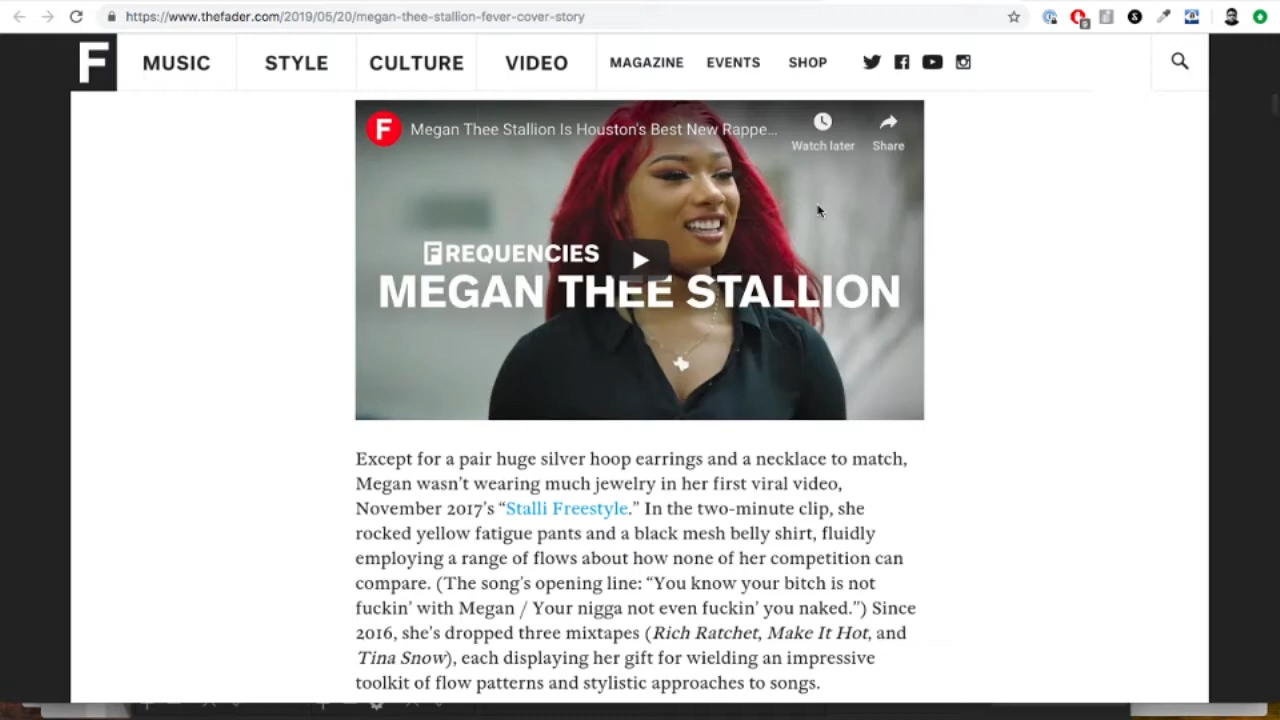 https://www.thefader.com/2019/05/20/megan-thee-stallion-fever-cover-story
F MUSIC STYLE CULTURE VIDEO MAGAZINE EVENTS SHOP
F Megan Thee Stallion Is Houston's Best New Rappe...
Watch later Share
FREQUENCIES
MEGAN THEE STALLION
Except for a pair huge silver hoop earrings and a necklace to match,
Megan wasn't wearing much jewelry in her first viral video,
November 2017's “Stalli Freestyle.” In the two-minute clip, she
rocked yellow fatigue pants and a black mesh belly shirt, fluidly
employing a range of flows about how none of her competition can
compare. (The song's opening line: “You know your bitch is not
fuckin' with Megan / Your nigga not even fuckin' you naked.”) Since
2016, she's dropped three mixtapes (Rich Ratchet, Make It Hot, and
Tina Snow), each displaying her gift for wielding an impressive
toolkit of flow patterns and stylistic approaches to songs.